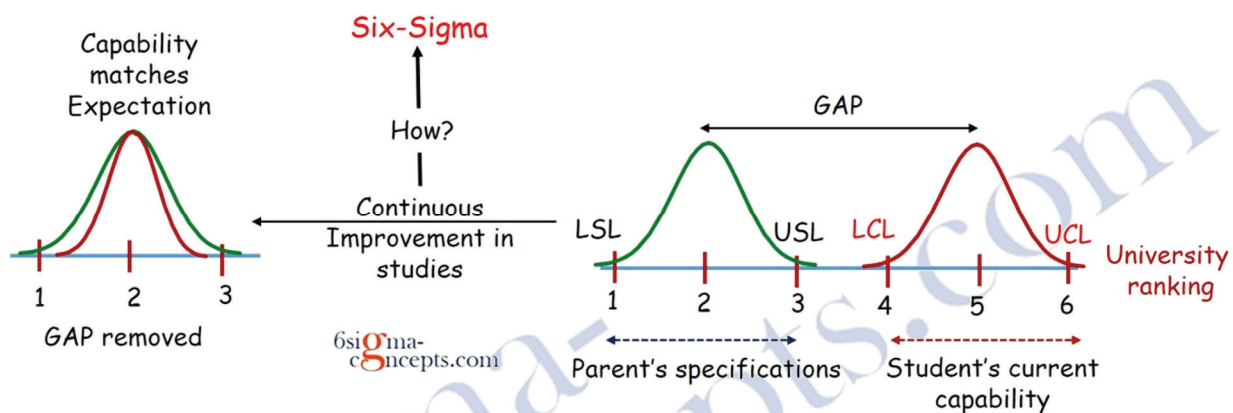 Six-Sigma
Capability
matches
Expectation
How?
GAP
Continuous
Improvement in
studies
LSL
USL
LCL
UCL
University
ranking
1
2
3
1
2
3
4
5
6
GAP removed
6sigma-
cgncepts.com
Parent's specifications
Student's current
capability